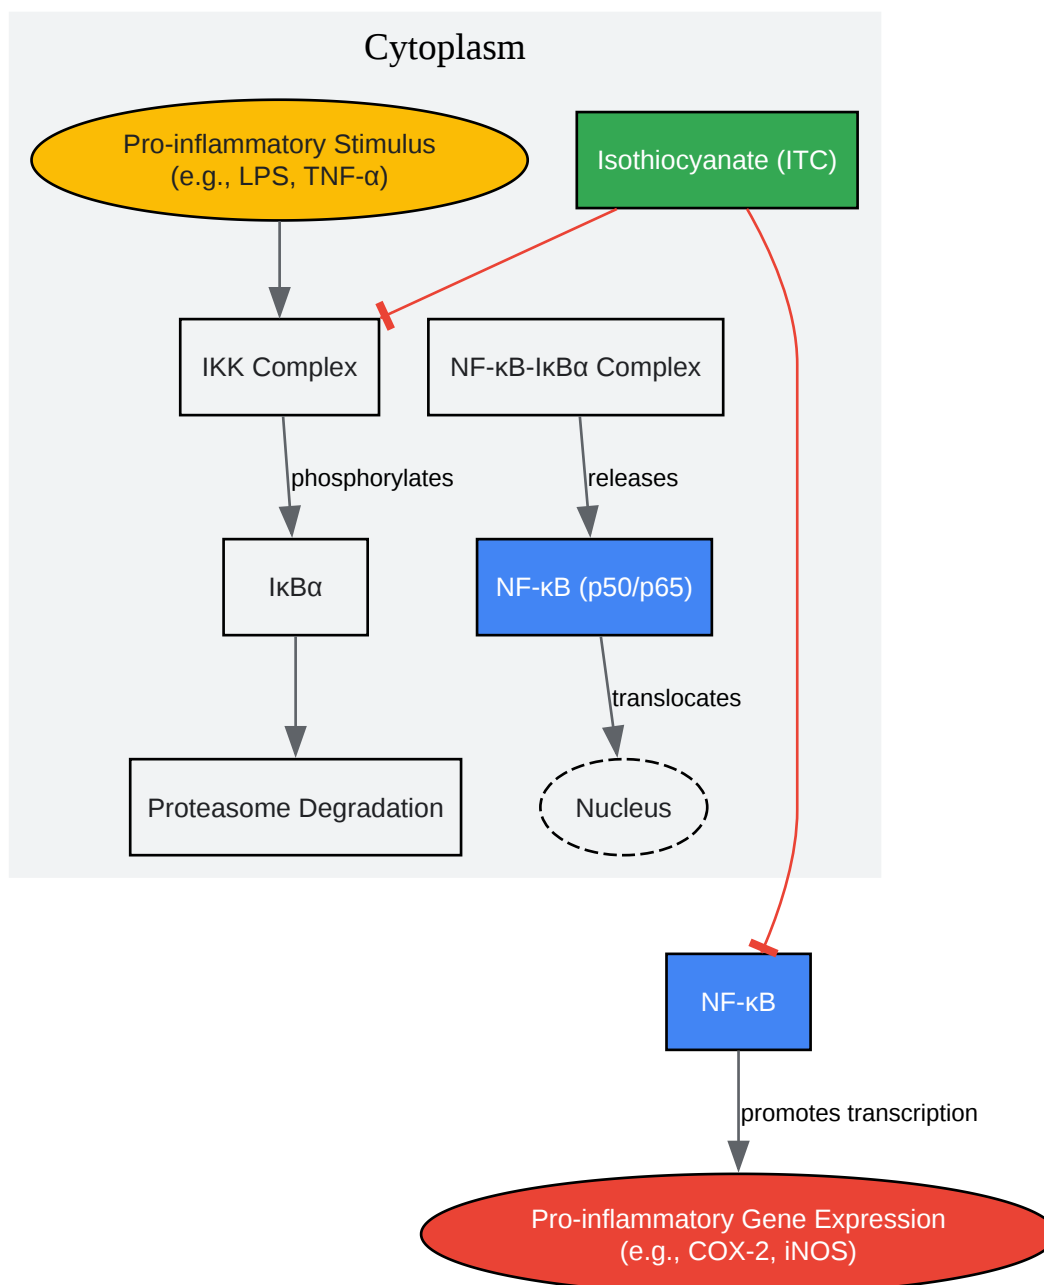 Cytoplasm
Pro-inflammatory Stimulus
(e.g., LPS, TNF-α)
Isothiocyanate (ITC)
IKK Complex
NF-κB-IκBα Complex
phosphorylates
releases
IκBα
NF-κB (p50/p65)
translocates
Proteasome Degradation
Nucleus
NF-κB
promotes transcription
Pro-inflammatory Gene Expression
(e.g., COX-2, iNOS)